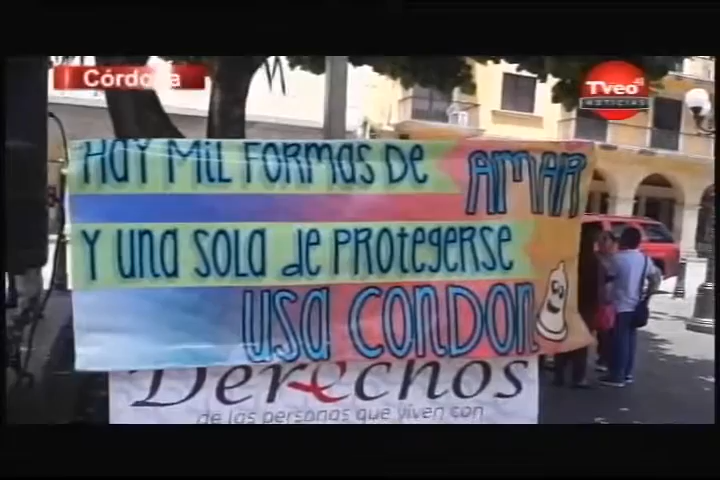 Córdoba
Tveo
NOTICIAS
HAY MIL FORMAS DE AMAR
Y UNA SOLA DE PROTEGERSE
USA CONDON
Derechos
de las personas que viven con